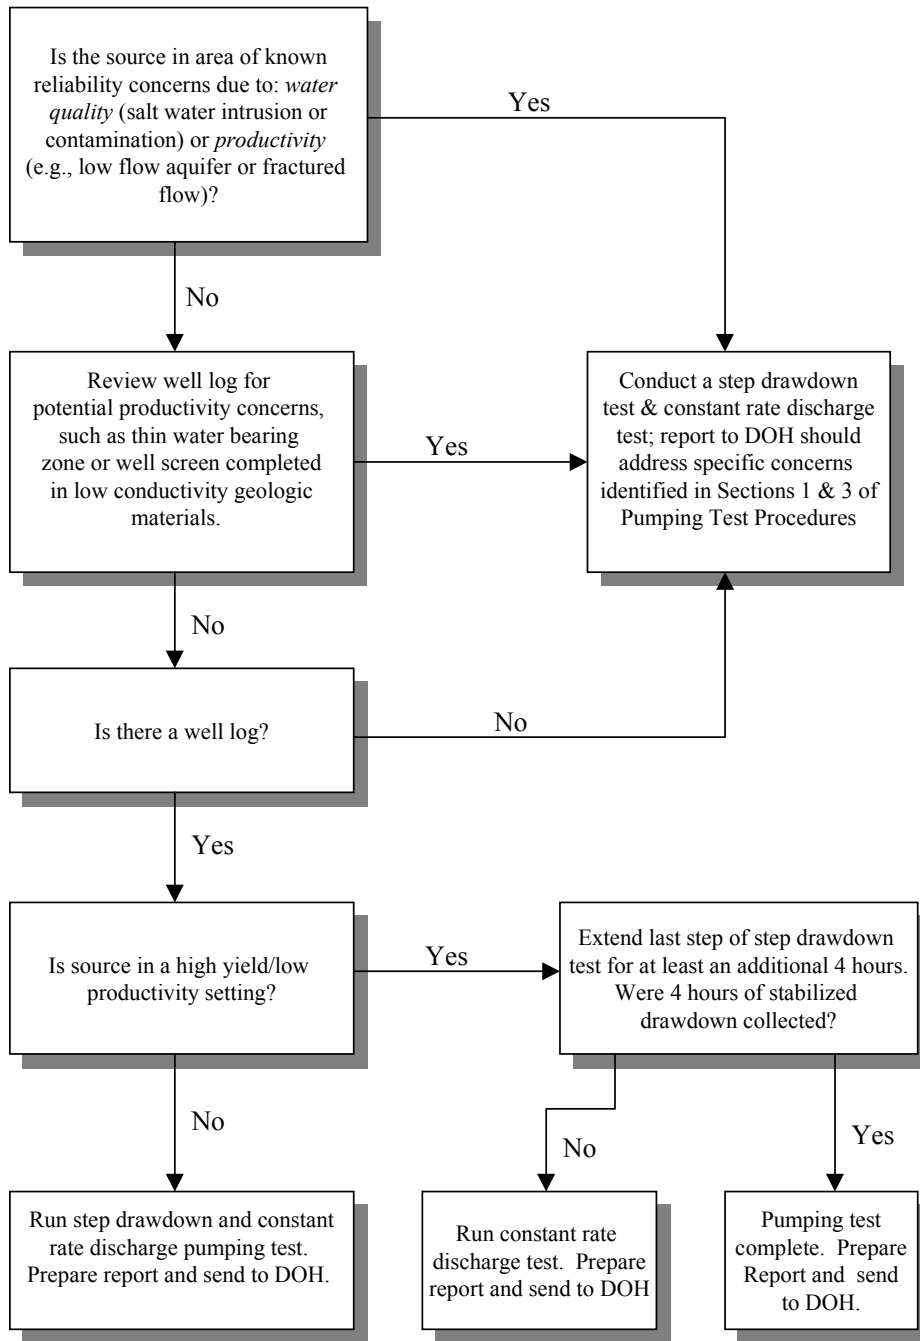 Is the source in area of known
reliability concerns due to: water
quality (salt water intrusion or
contamination) or productivity
(e.g., low flow aquifer or fractured
flow)?
Yes
No
Review well log for
potential productivity concerns,
such as thin water bearing
zone or well screen completed
in low conductivity geologic
materials.
Yes
Conduct a step drawdown
test & constant rate discharge
test; report to DOH should
address specific concerns
identified in Sections 1 & 3 of
Pumping Test Procedures
No
Is there a well log?
No
Yes
Is source in a high yield/low
productivity setting?
Yes
Extend last step of step drawdown
test for at least an additional 4 hours.
Were 4 hours of stabilized
drawdown collected?
No
No
Yes
Run step drawdown and constant
rate discharge pumping test.
Prepare report and send to DOH.
Run constant rate
discharge test. Prepare
report and send to DOH
Pumping test
complete. Prepare
Report and send
to DOH.